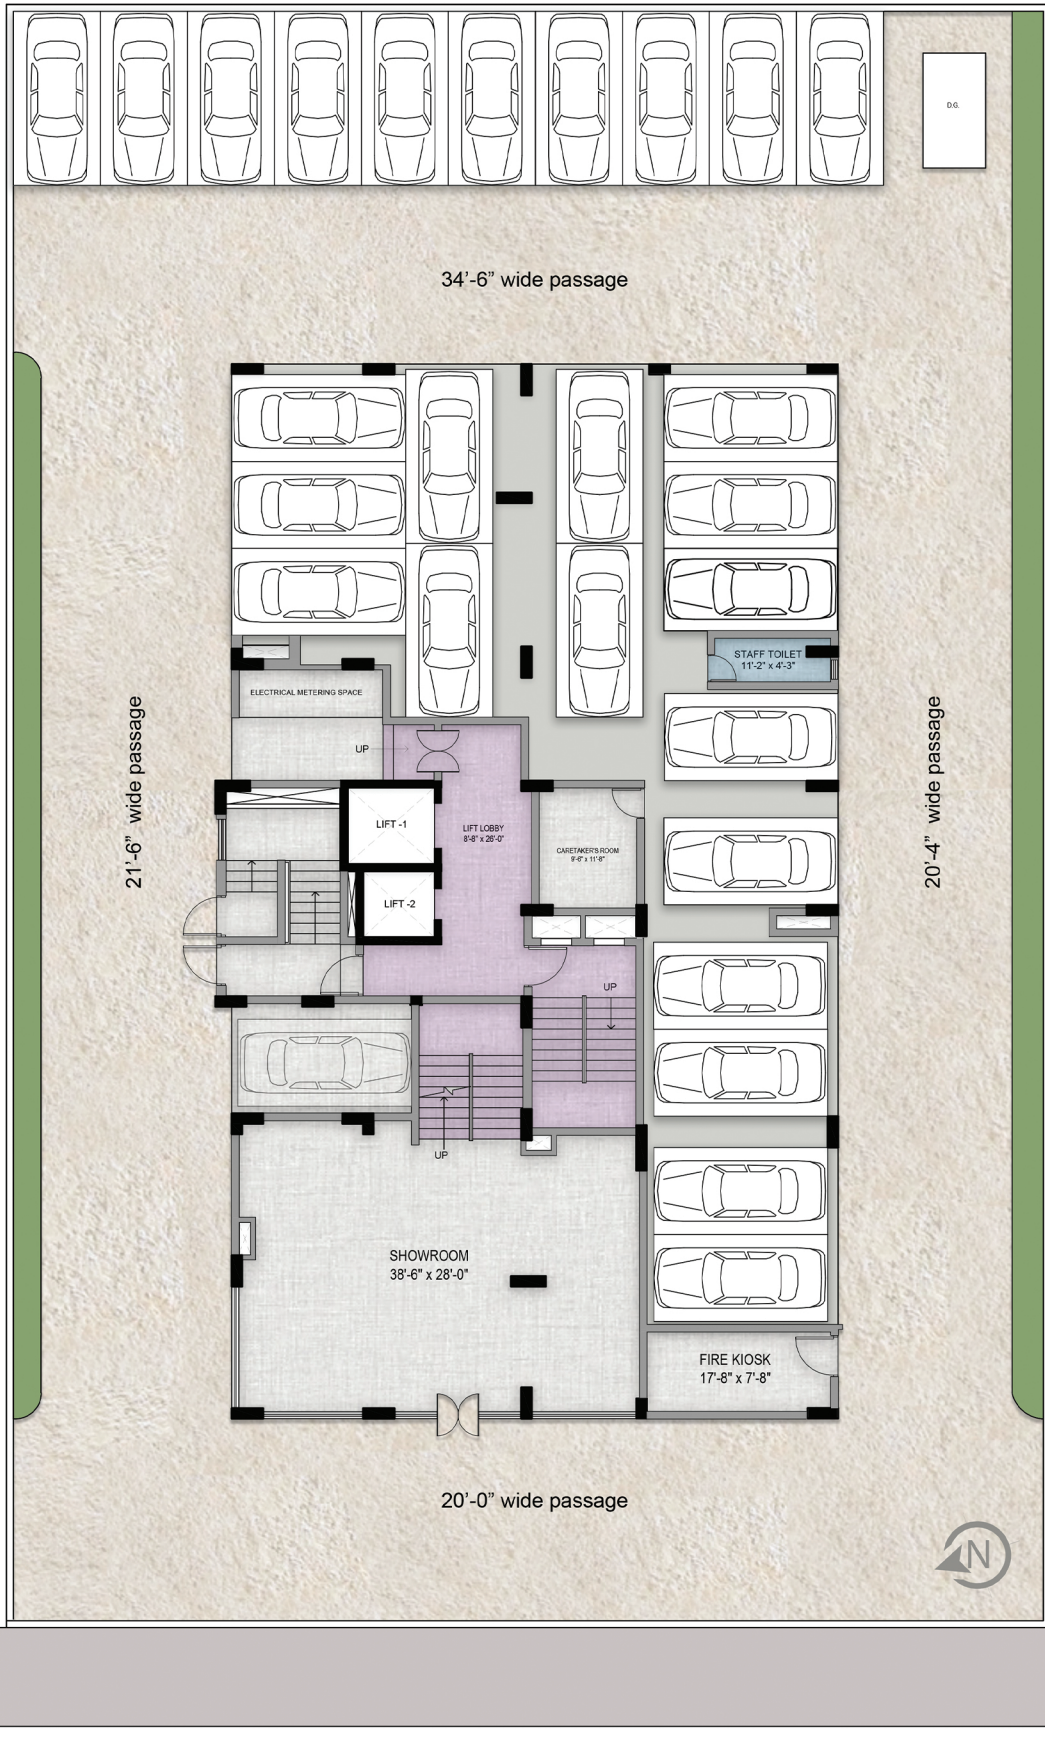 D.G.
34'-6” wide passage
STAFF TOILET
11'-2" x 4'-3"
ELECTRICAL METERING SPACE
UP
21'-6” wide passage
20'-4” wide passage
LIFT -1
LIFT LOBBY
8'-8" x 26'-0"
CARETAKER'S ROOM
9'-6" x 11'-8"
LIFT -2
UP
UP
SHOWROOM
38'-6" x 28'-0"
FIRE KIOSK
17'-8" x 7'-8"
20'-0” wide passage
N